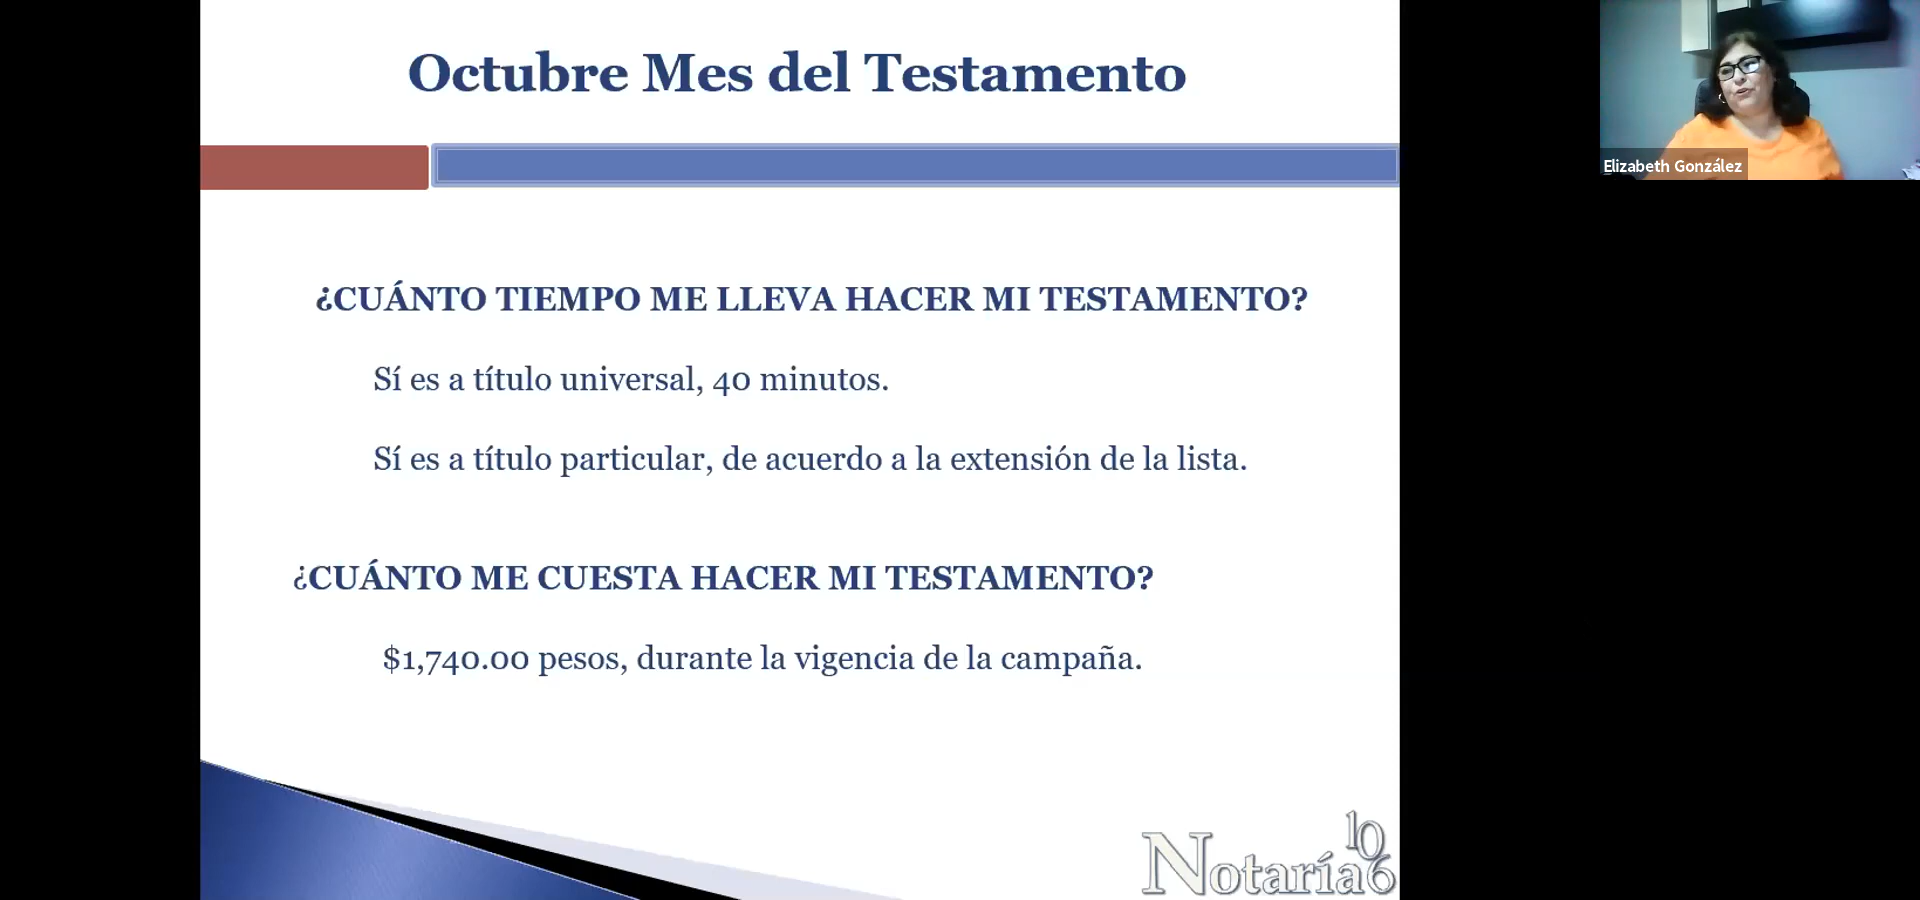 Octubre Mes del Testamento
Elizabeth González
¿CUÁNTO TIEMPO ME LLEVA HACER MI TESTAMENTO?
Sí es a título universal, 40 minutos.
Sí es a título particular, de acuerdo a la extensión de la lista.
¿CUÁNTO ME CUESTA HACER MI TESTAMENTO?
$1,740.00 pesos, durante la vigencia de la campaña.
Notaría 106